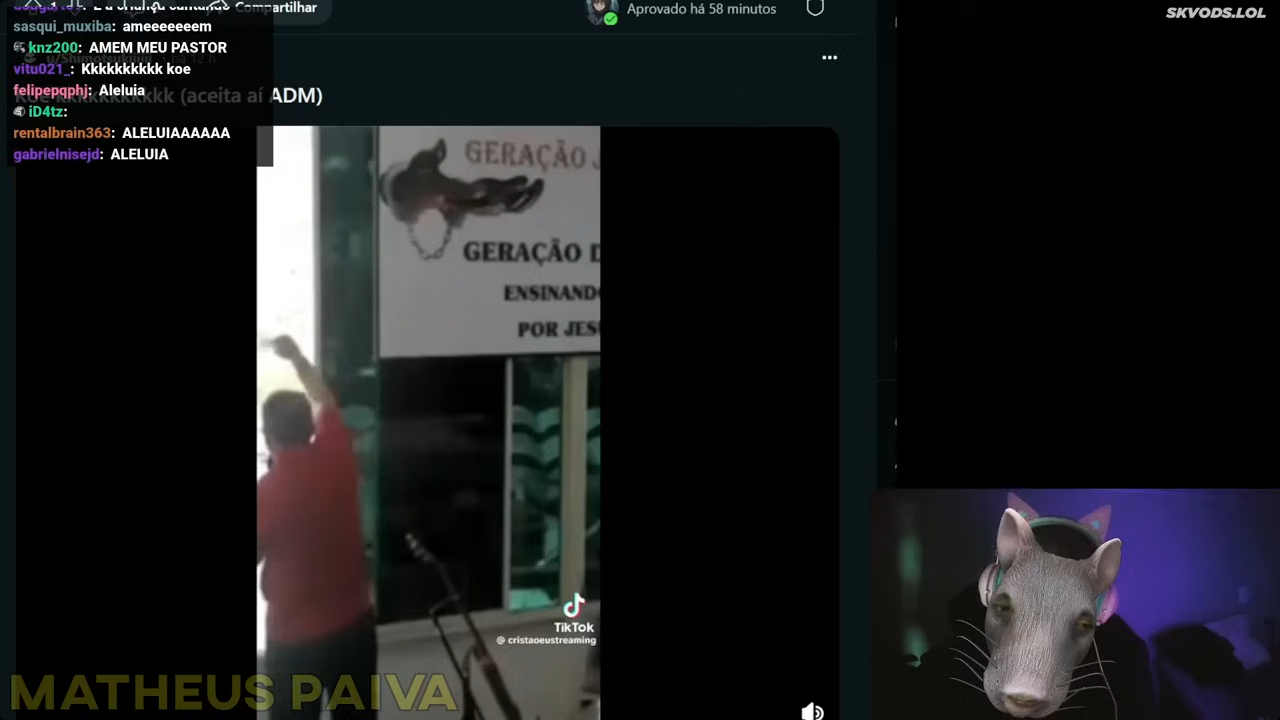 Compartilhar
Aprovado há 58 minutos
SKVODS.LOL
sasqui_muxiba: ameeeeeeem
knz200: AMEM MEU PASTOR
vitu021_: Kkkkkkkkkk koe
felipepqphj: Aleluia
(aceita aí ADM)
iD4tz:
rentalbrain363: ALELUIAAAAAA
gabrielnisejd: ALELUIA
GERAÇÃO
GERAÇÃO D
ENSINANDO
POR JESU
TikTok
@ cristaoeustreaming
MATHEUS PAIVA